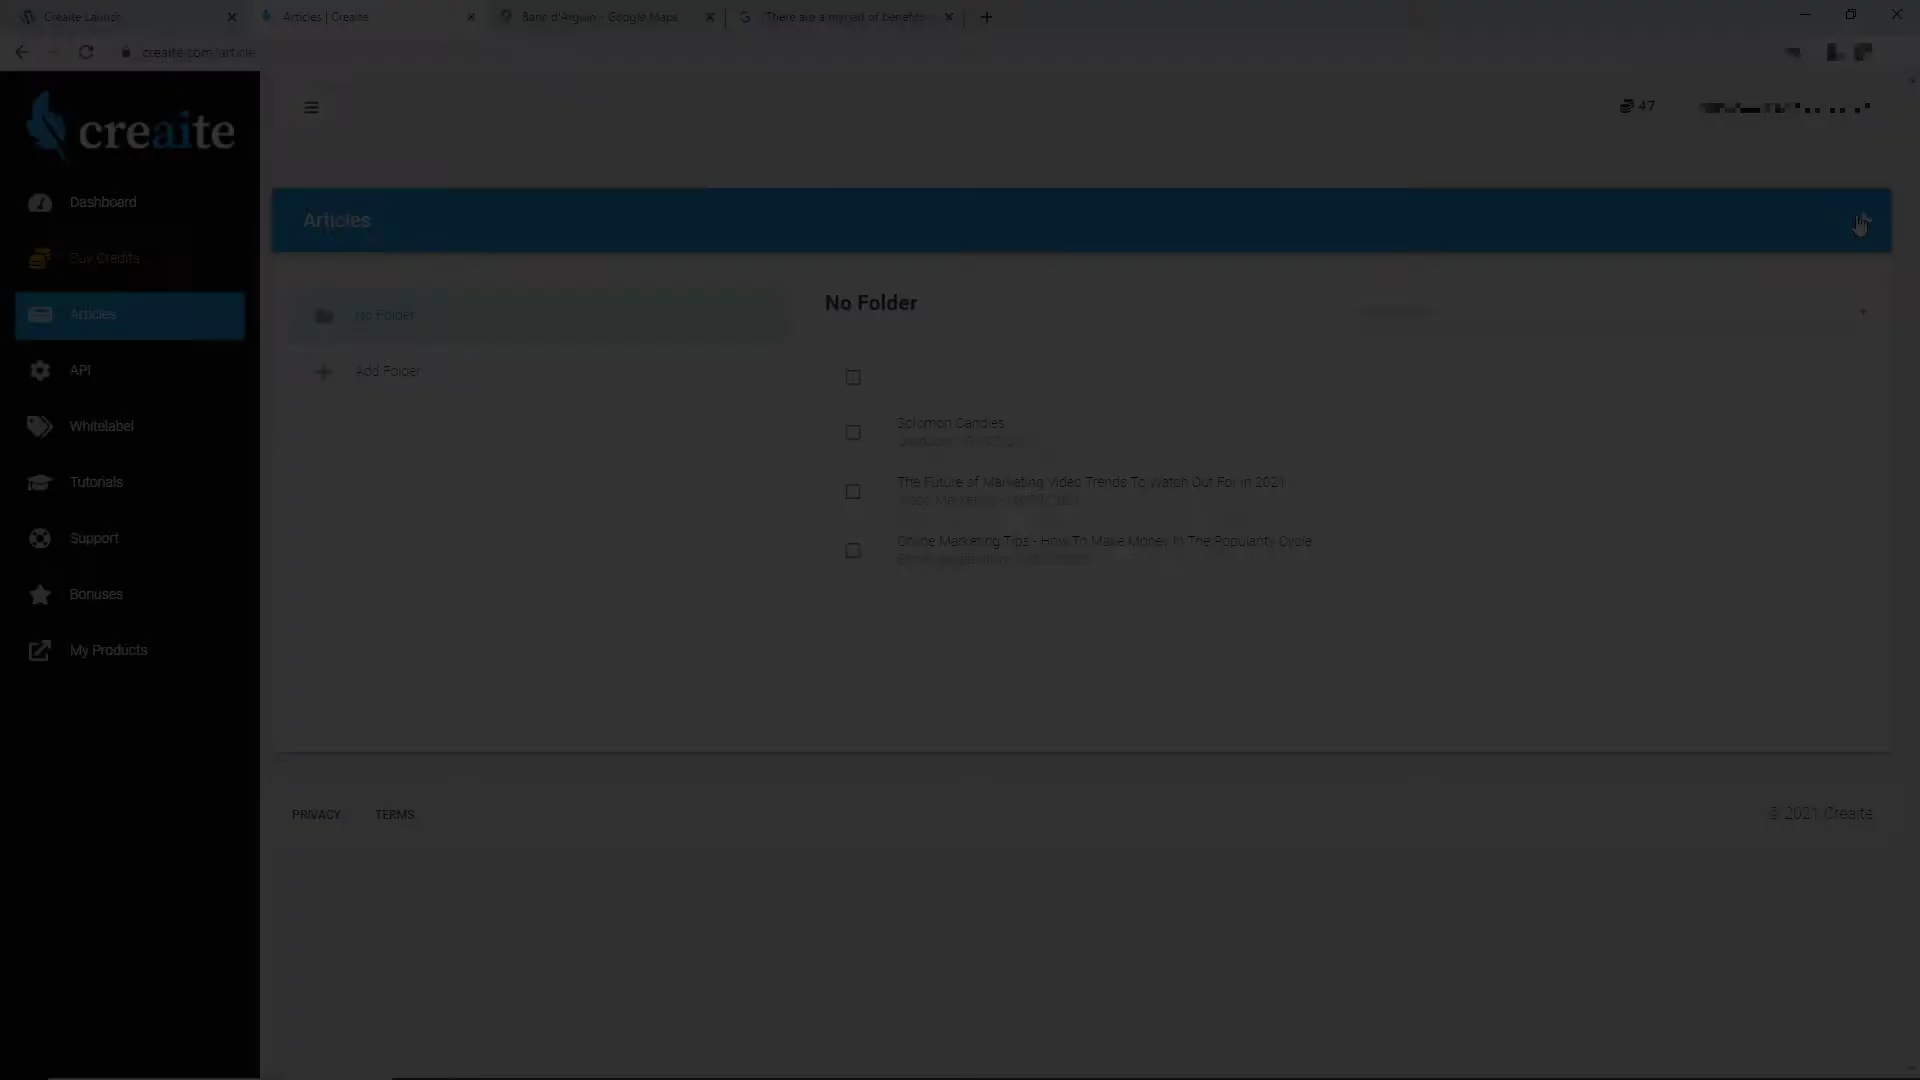 Creaite Launch
Articles | Creaite
Banc d'Arguin - Google Maps
"There are a myriad of benefits
creaite.com/article
creaite
47
Dashboard
Articles
Buy Credits
No Folder
No Folder
Articles
API
Add Folder
Solomon Candles
Whitelabel
Tutorials
The Future of Marketing Video Trends To Watch Out For in 2021
Support
Online Marketing Tips - How To Make Money In The Popularity Cycle
Bonuses
My Products
PRIVACY
TERMS
© 2021 Creaite